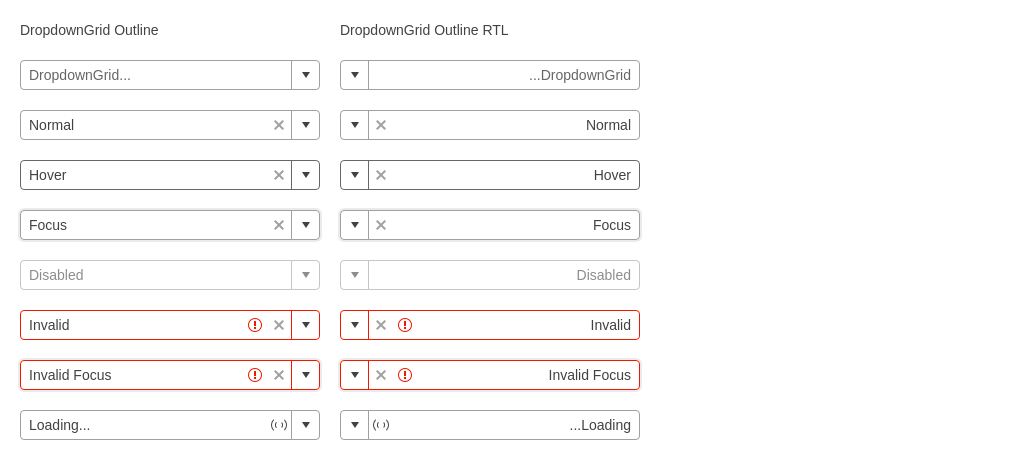 DropdownGrid Outline
DropdownGrid Outline RTL
DropdownGrid...
...DropdownGrid
Normal
Normal
Hover
Hover
Focus
Focus
Disabled
Disabled
Invalid
Invalid
Invalid Focus
Invalid Focus
Loading...
...Loading